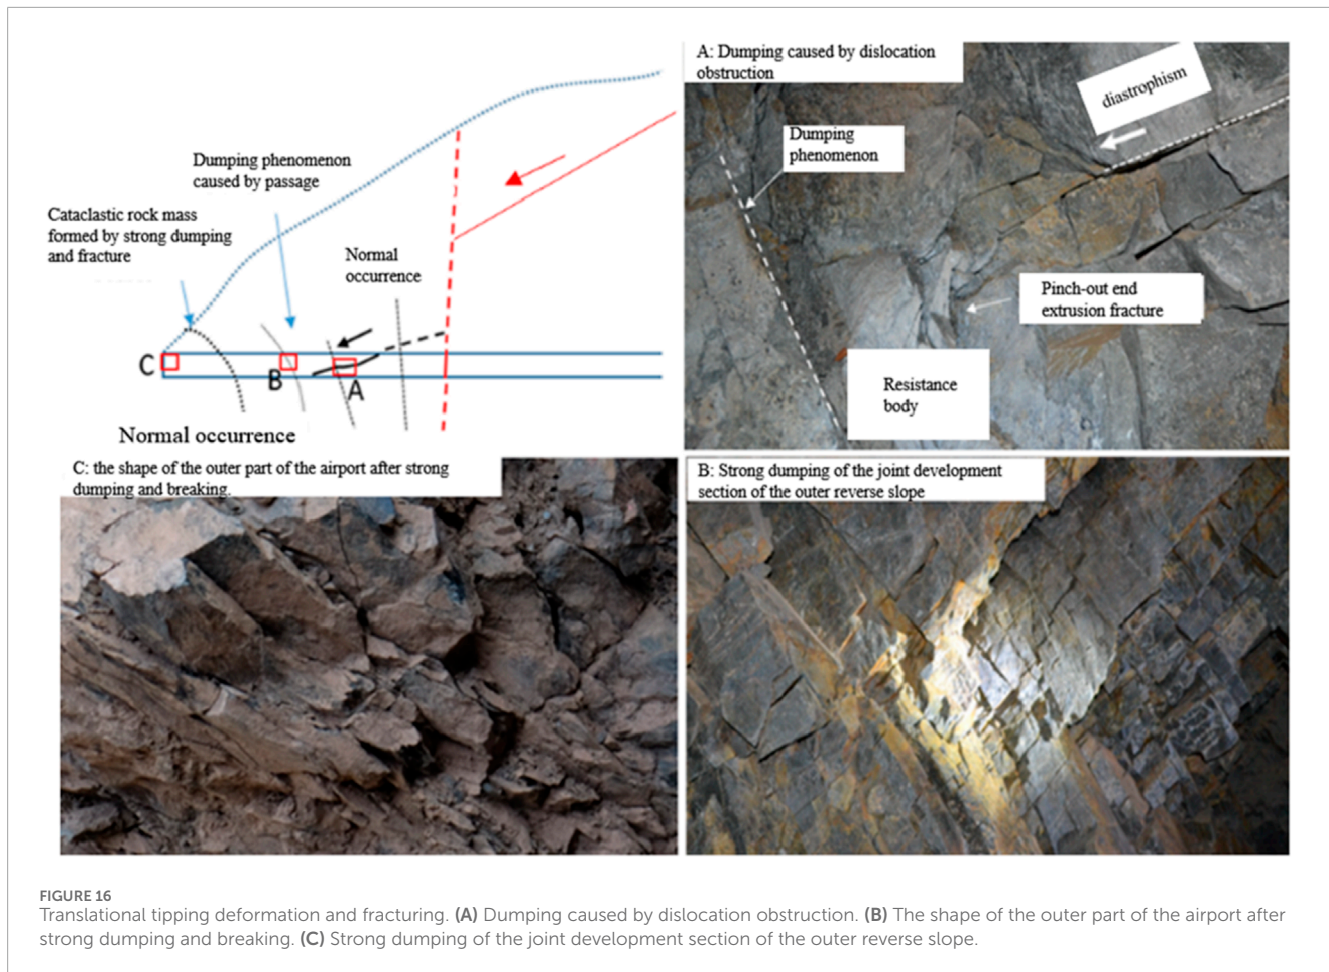 Dumping phenomenon
caused by passage
Cataclastic rock mass
formed by strong dumping
and fracture
Normal
occurrence
C
B
A
Normal occurrence
A: Dumping caused by dislocation
obstruction
diastrophism
Dumping
phenomenon
Pinch-out end
extrusion fracture
Resistance
body
C: the shape of the outer part of the airport after strong
dumping and breaking.
B: Strong dumping of the joint development
section of the outer reverse slope
FIGURE 16
Translational tipping deformation and fracturing. (A) Dumping caused by dislocation obstruction. (B) The shape of the outer part of the airport after
strong dumping and breaking. (C) Strong dumping of the joint development section of the outer reverse slope.